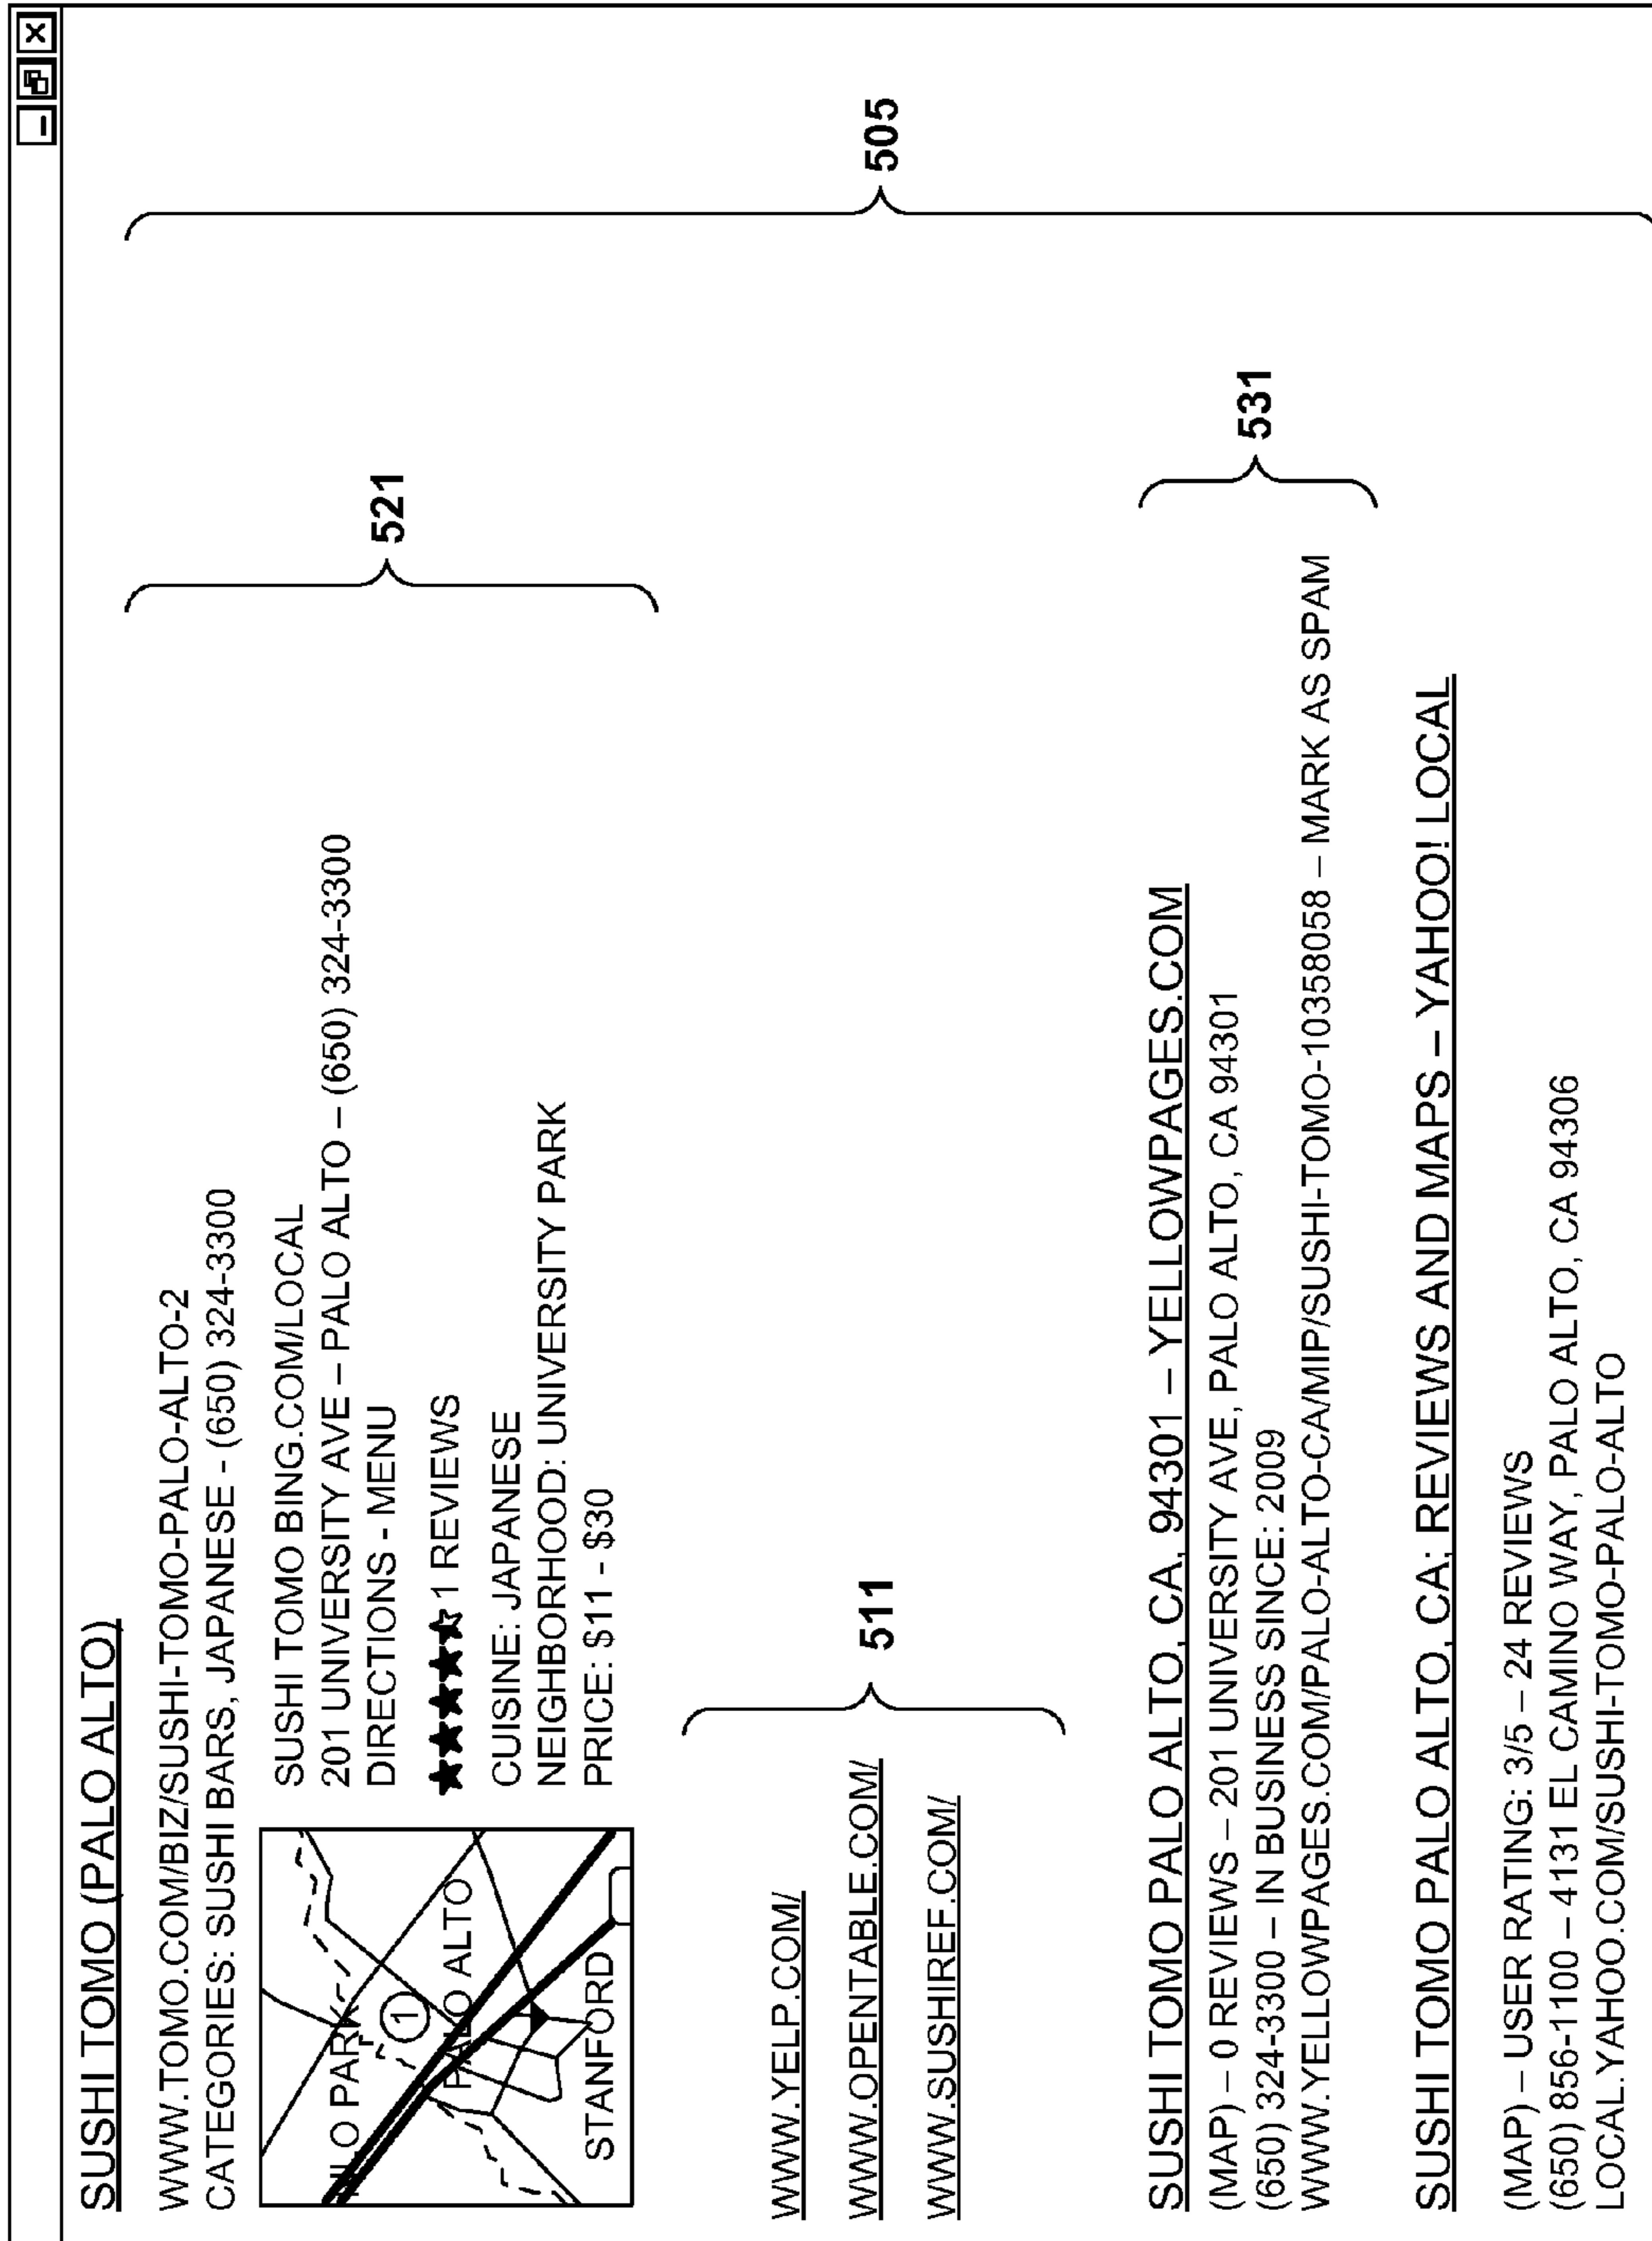 SUSHI TOMO (PALO ALTO)
WWW.TOMO.COM/BIZ/SUSHI-TOMO-PALO-ALTO-2
CATEGORIES: SUSHI BARS, JAPANESE - (650) 324-3300
PARK
1
PALO ALTO
STANFORD
SUSHI TOMO BING.COM/LOCAL
201 UNIVERSITY AVE – PALO ALTO – (650) 324-3300
DIRECTIONS - MENU
1 REVIEWS
CUISINE: JAPANESE
NEIGHBORHOOD: UNIVERSITY PARK
PRICE: $11 - $30
521
505
WWW.YELP.COM/
WWW.OPENTABLE.COM/
WWW.SUSHIREF.COM/
511
SUSHI TOMO PALO ALTO, CA, 94301 – YELLOWPAGES.COM
(MAP) – 0 REVIEWS – 201 UNIVERSITY AVE, PALO ALTO, CA 94301
(650) 324-3300 – IN BUSINESS SINCE: 2009
WWW.YELLOWPAGES.COM/PALO-ALTO-CA/MIP/SUSHI-TOMO-10358058 – MARK AS SPAM
531
SUSHI TOMO PALO ALTO, CA; REVIEWS AND MAPS – YAHOO! LOCAL
(MAP) – USER RATING: 3/5 – 24 REVIEWS
(650) 856-1100 – 4131 EL CAMINO WAY, PALO ALTO, CA 94306
LOCAL.YAHOO.COM/SUSHI-TOMO-PALO-ALTO